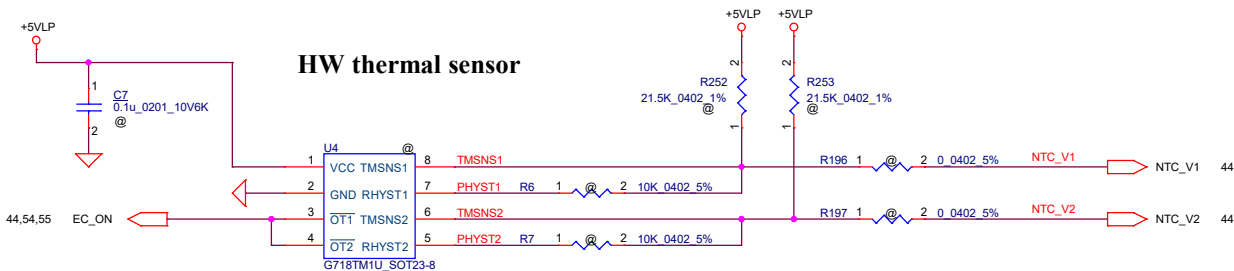 +5VLP
+5VLP
+5VLP
HW thermal sensor
1
C7
0.1u_0201_10V6K
@
2
2
R252
21.5K_0402_1%
@
1
2
R253
21.5K_0402_1%
@
1
U4
@
1 VCC TMSNS1 8 TMSNS1
R196 1 @ 2 0_0402_5% NTC_V1 NTC_V1 44
2 GND RHYST1 7 PHYST1 R6 1 @ 2 10K_0402_5%
44,54,55 EC_ON 3 OT1 TMSNS2 6 TMSNS2
R197 1 @ 2 0_0402_5% NTC_V2 NTC_V2 44
4 OT2 RHYST2 5 PHYST2 R7 1 @ 2 10K_0402_5%
G718TM1U_SOT23-8